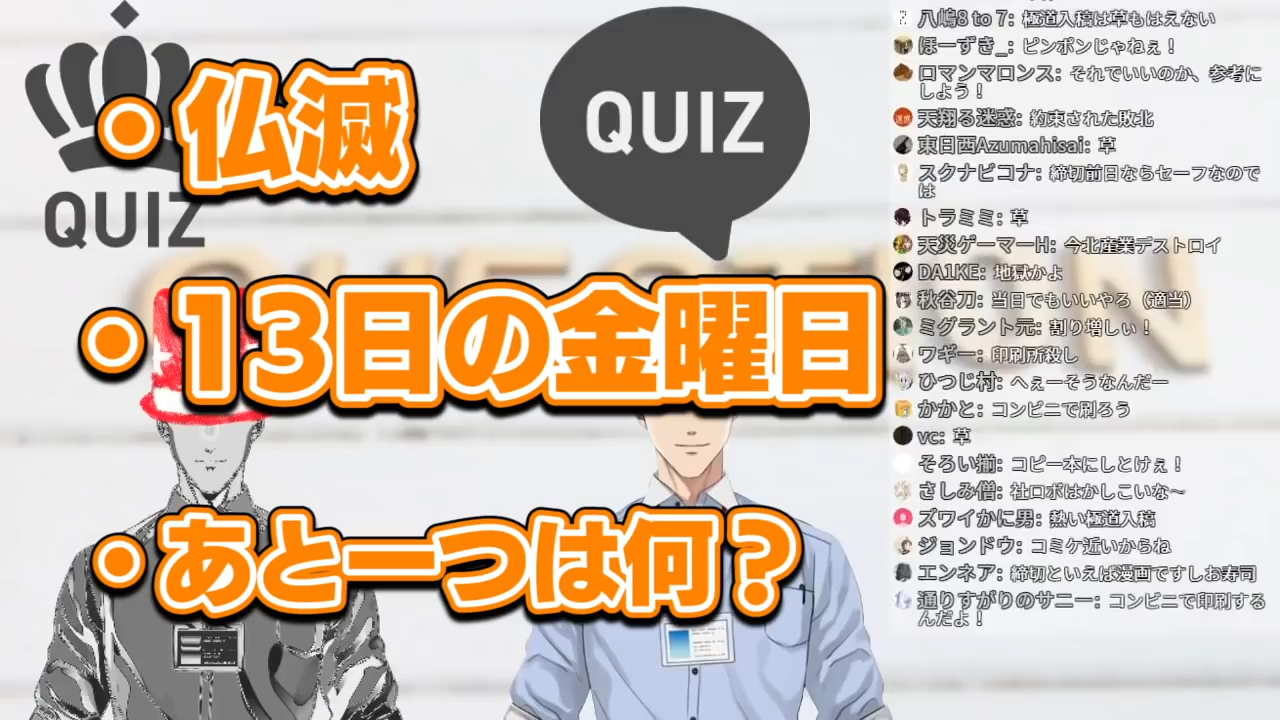 QUIZ
QUIZ
・仏滅
・13日の金曜日
・あと一つは何？
八嶋8 to 7: 極道入稿は草もはえない
ほーずき_: ピンポンじゃねぇ！
ロマンマロンス: それでいいのか、参考に
しよう！
天翔る迷惑: 約束された敗北
東日西Azumahisai: 草
スクナビコナ: 締切前日ならセーフなので
は
トラミミ: 草
天災ゲーマーH: 今北産業デストロイ
DA1KE: 地獄かよ
秋谷刀: 当日でもいいやろ（適当）
ミグラント元: 割り増しぃ！
ワギー: 印刷所殺し
ひつじ村: へぇーそうなんだー
かかと: コンビニで刷ろう
vc: 草
そろい揃: コピー本にしとけぇ！
さしみ僧: 社ロボはかしこいな～
ズワイかに男: 熱い極道入稿
ジョンドウ: コミケ近いからね
エンネア: 締切といえば漫画ですしお寿司
通りすがりのサニー: コンビニで印刷する
んだよ！